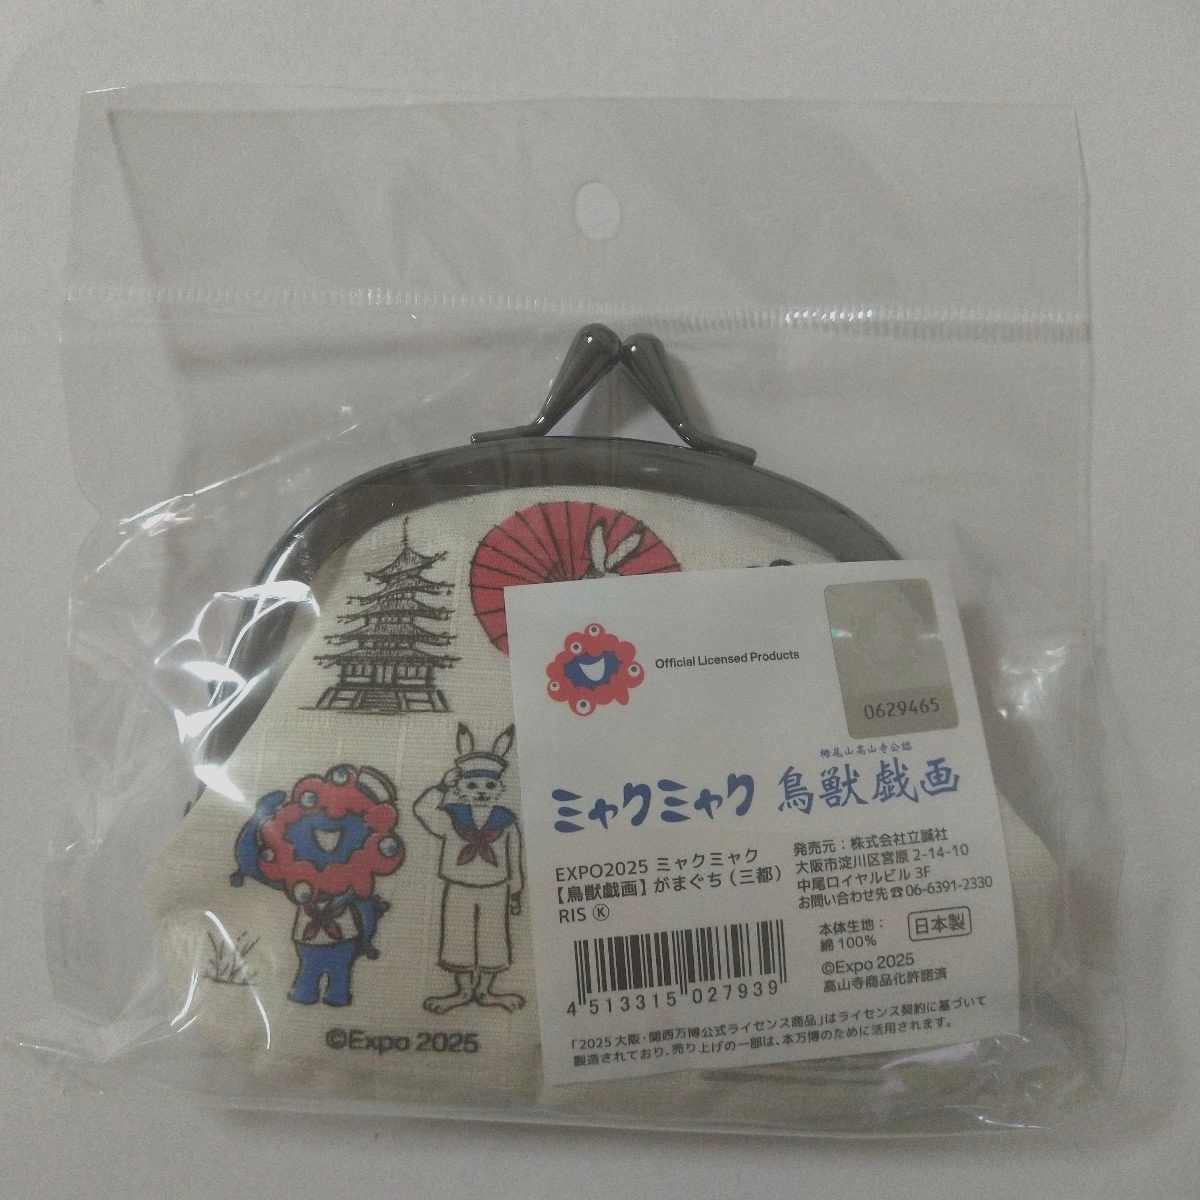 Official Licensed Products
0629465
栂尾山高山寺公認
ミャクミャク 鳥獣戯画
EXPO2025 ミャクミャク
【鳥獣戯画】がまぐち(三都)
RIS Ⓚ
発売元:株式会社立誠社
大阪市淀川区宮原 2-14-10
中尾ロイヤルビル 3F
お問い合わせ先☎06-6391-2330
本体生地:
綿100%
日本製
©Expo 2025
高山寺商品化許諾済
4 513315 027939
「2025 大阪・関西万博公式ライセンス商品」はライセンス契約に基づいて
製造されており、売り上げの一部は、本万博のために活用されます。
©Expo 2025